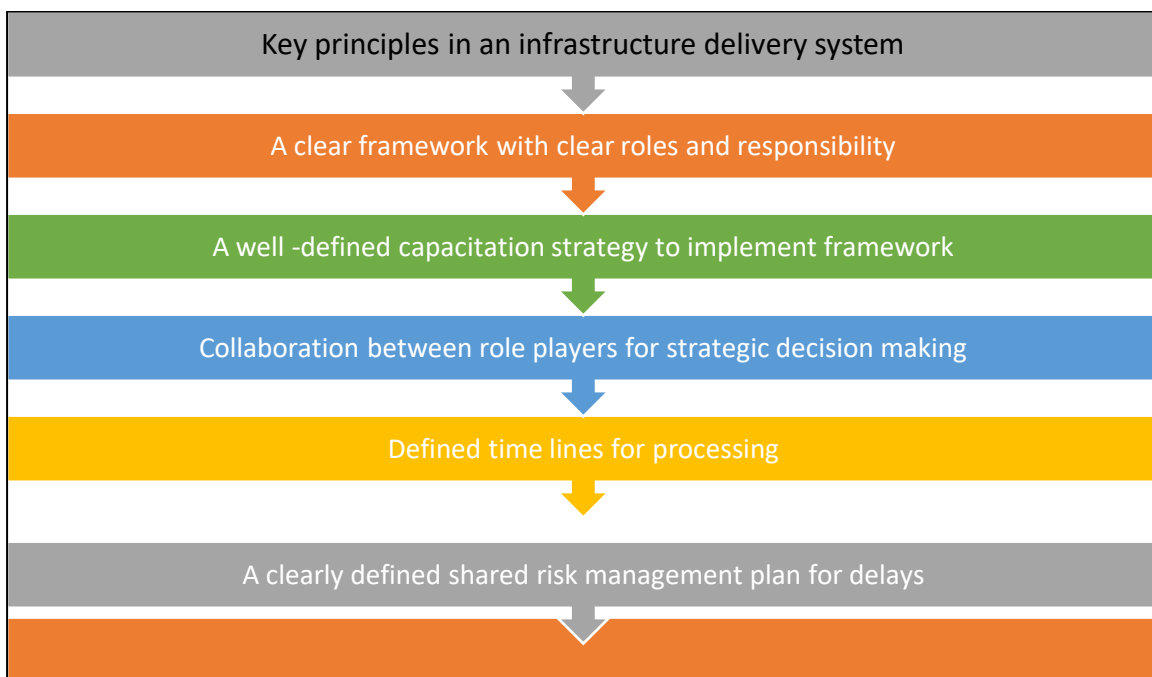 Key principles in an infrastructure delivery system
A clear framework with clear roles and responsibility
A well -defined capacitation strategy to implement framework
Collaboration between role players for strategic decision making
Defined time lines for processing
A clearly defined shared risk management plan for delays